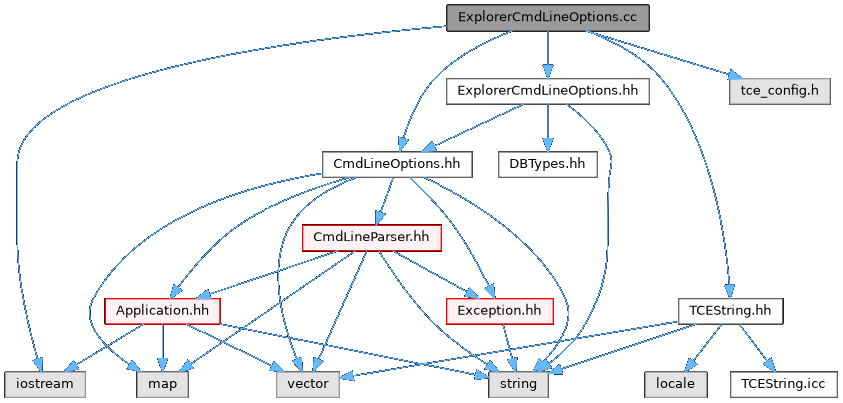 ExplorerCmdLineOptions.cc
ExplorerCmdLineOptions.hh
tce_config.h
CmdLineOptions.hh
DBTypes.hh
CmdLineParser.hh
Application.hh
Exception.hh
TCEString.hh
iostream
map
vector
string
locale
TCEString.icc